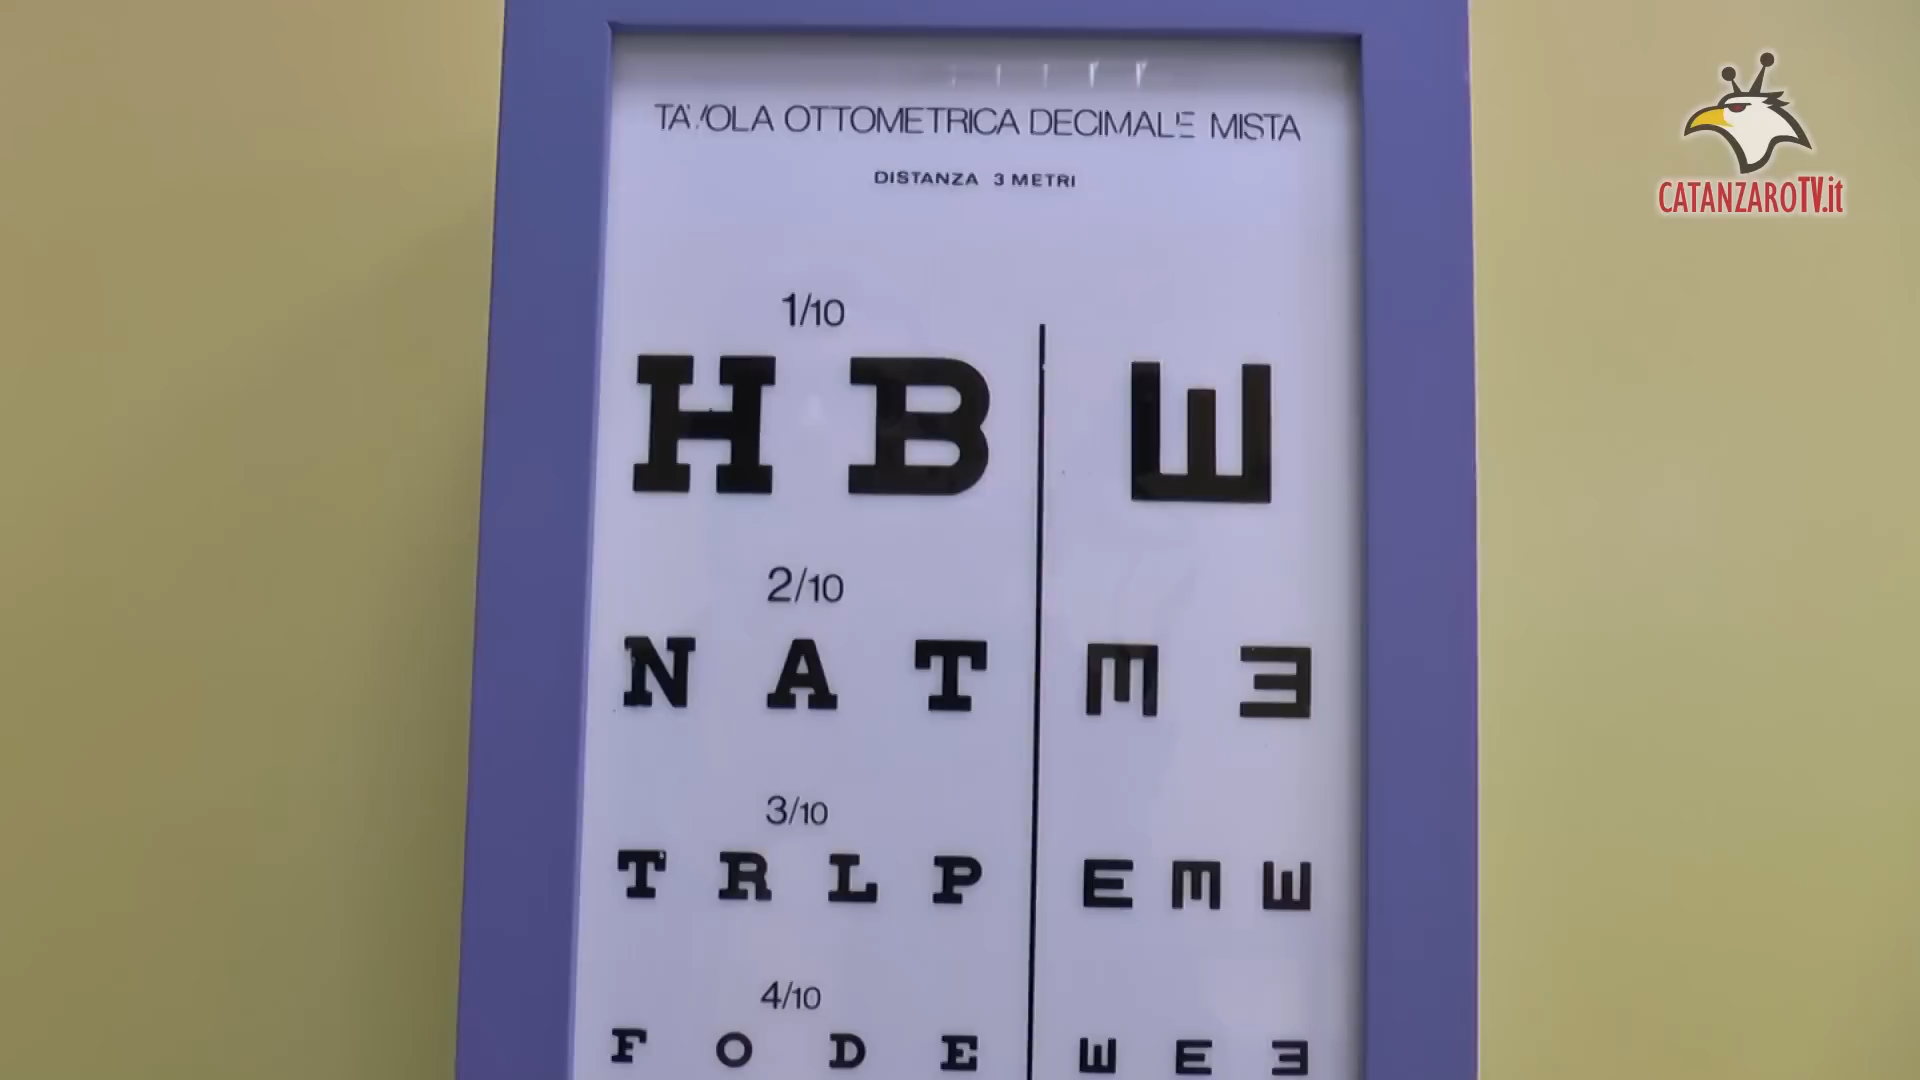 TAVOLA OTTOMETRICA DECIMALE MISTA
DISTANZA 3 METRI
CATANZAROTV.it
1/10
H B E
2/10
N A T E E
3/10
T R L P E E E
4/10
F O D E E E E